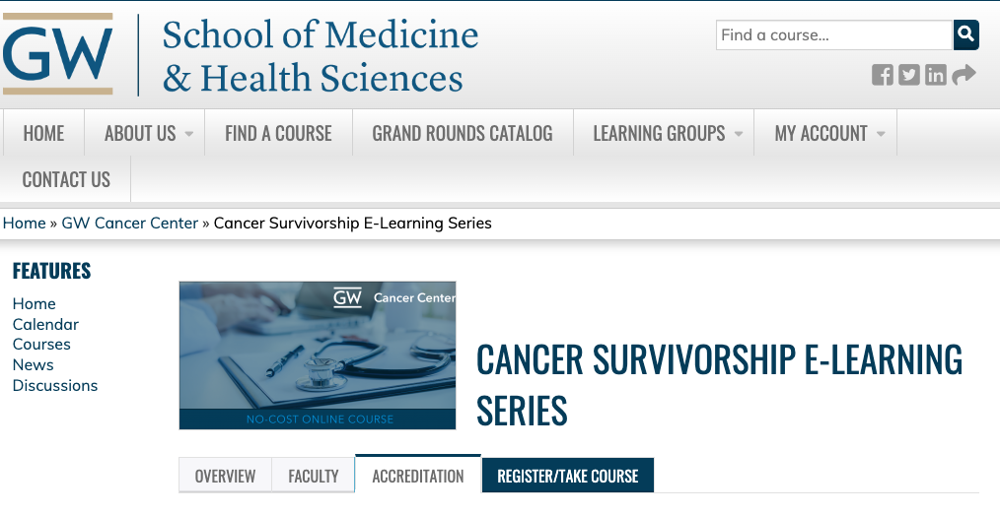 GW
School of Medicine
& Health Sciences
Find a course...
HOME
ABOUT US
FIND A COURSE
GRAND ROUNDS CATALOG
LEARNING GROUPS
MY ACCOUNT
CONTACT US
Home » GW Cancer Center » Cancer Survivorship E-Learning Series
FEATURES
Home
Calendar
Courses
News
Discussions
GW Cancer Center
NO-COST ONLINE COURSE
CANCER SURVIVORSHIP E-LEARNING
SERIES
OVERVIEW
FACULTY
ACCREDITATION
REGISTER/TAKE COURSE